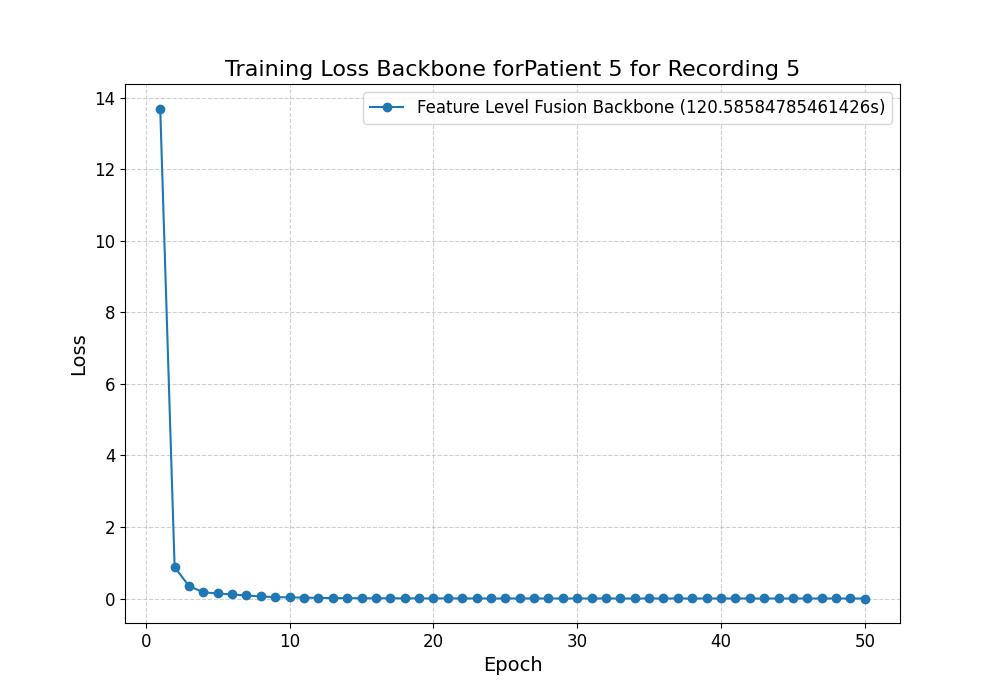 Training Loss Backbone forPatient 5 for Recording 5
Feature Level Fusion Backbone (120.58584785461426s)
14
12
10
8
6
4
2
0
Loss
0 10 20 30 40 50
Epoch